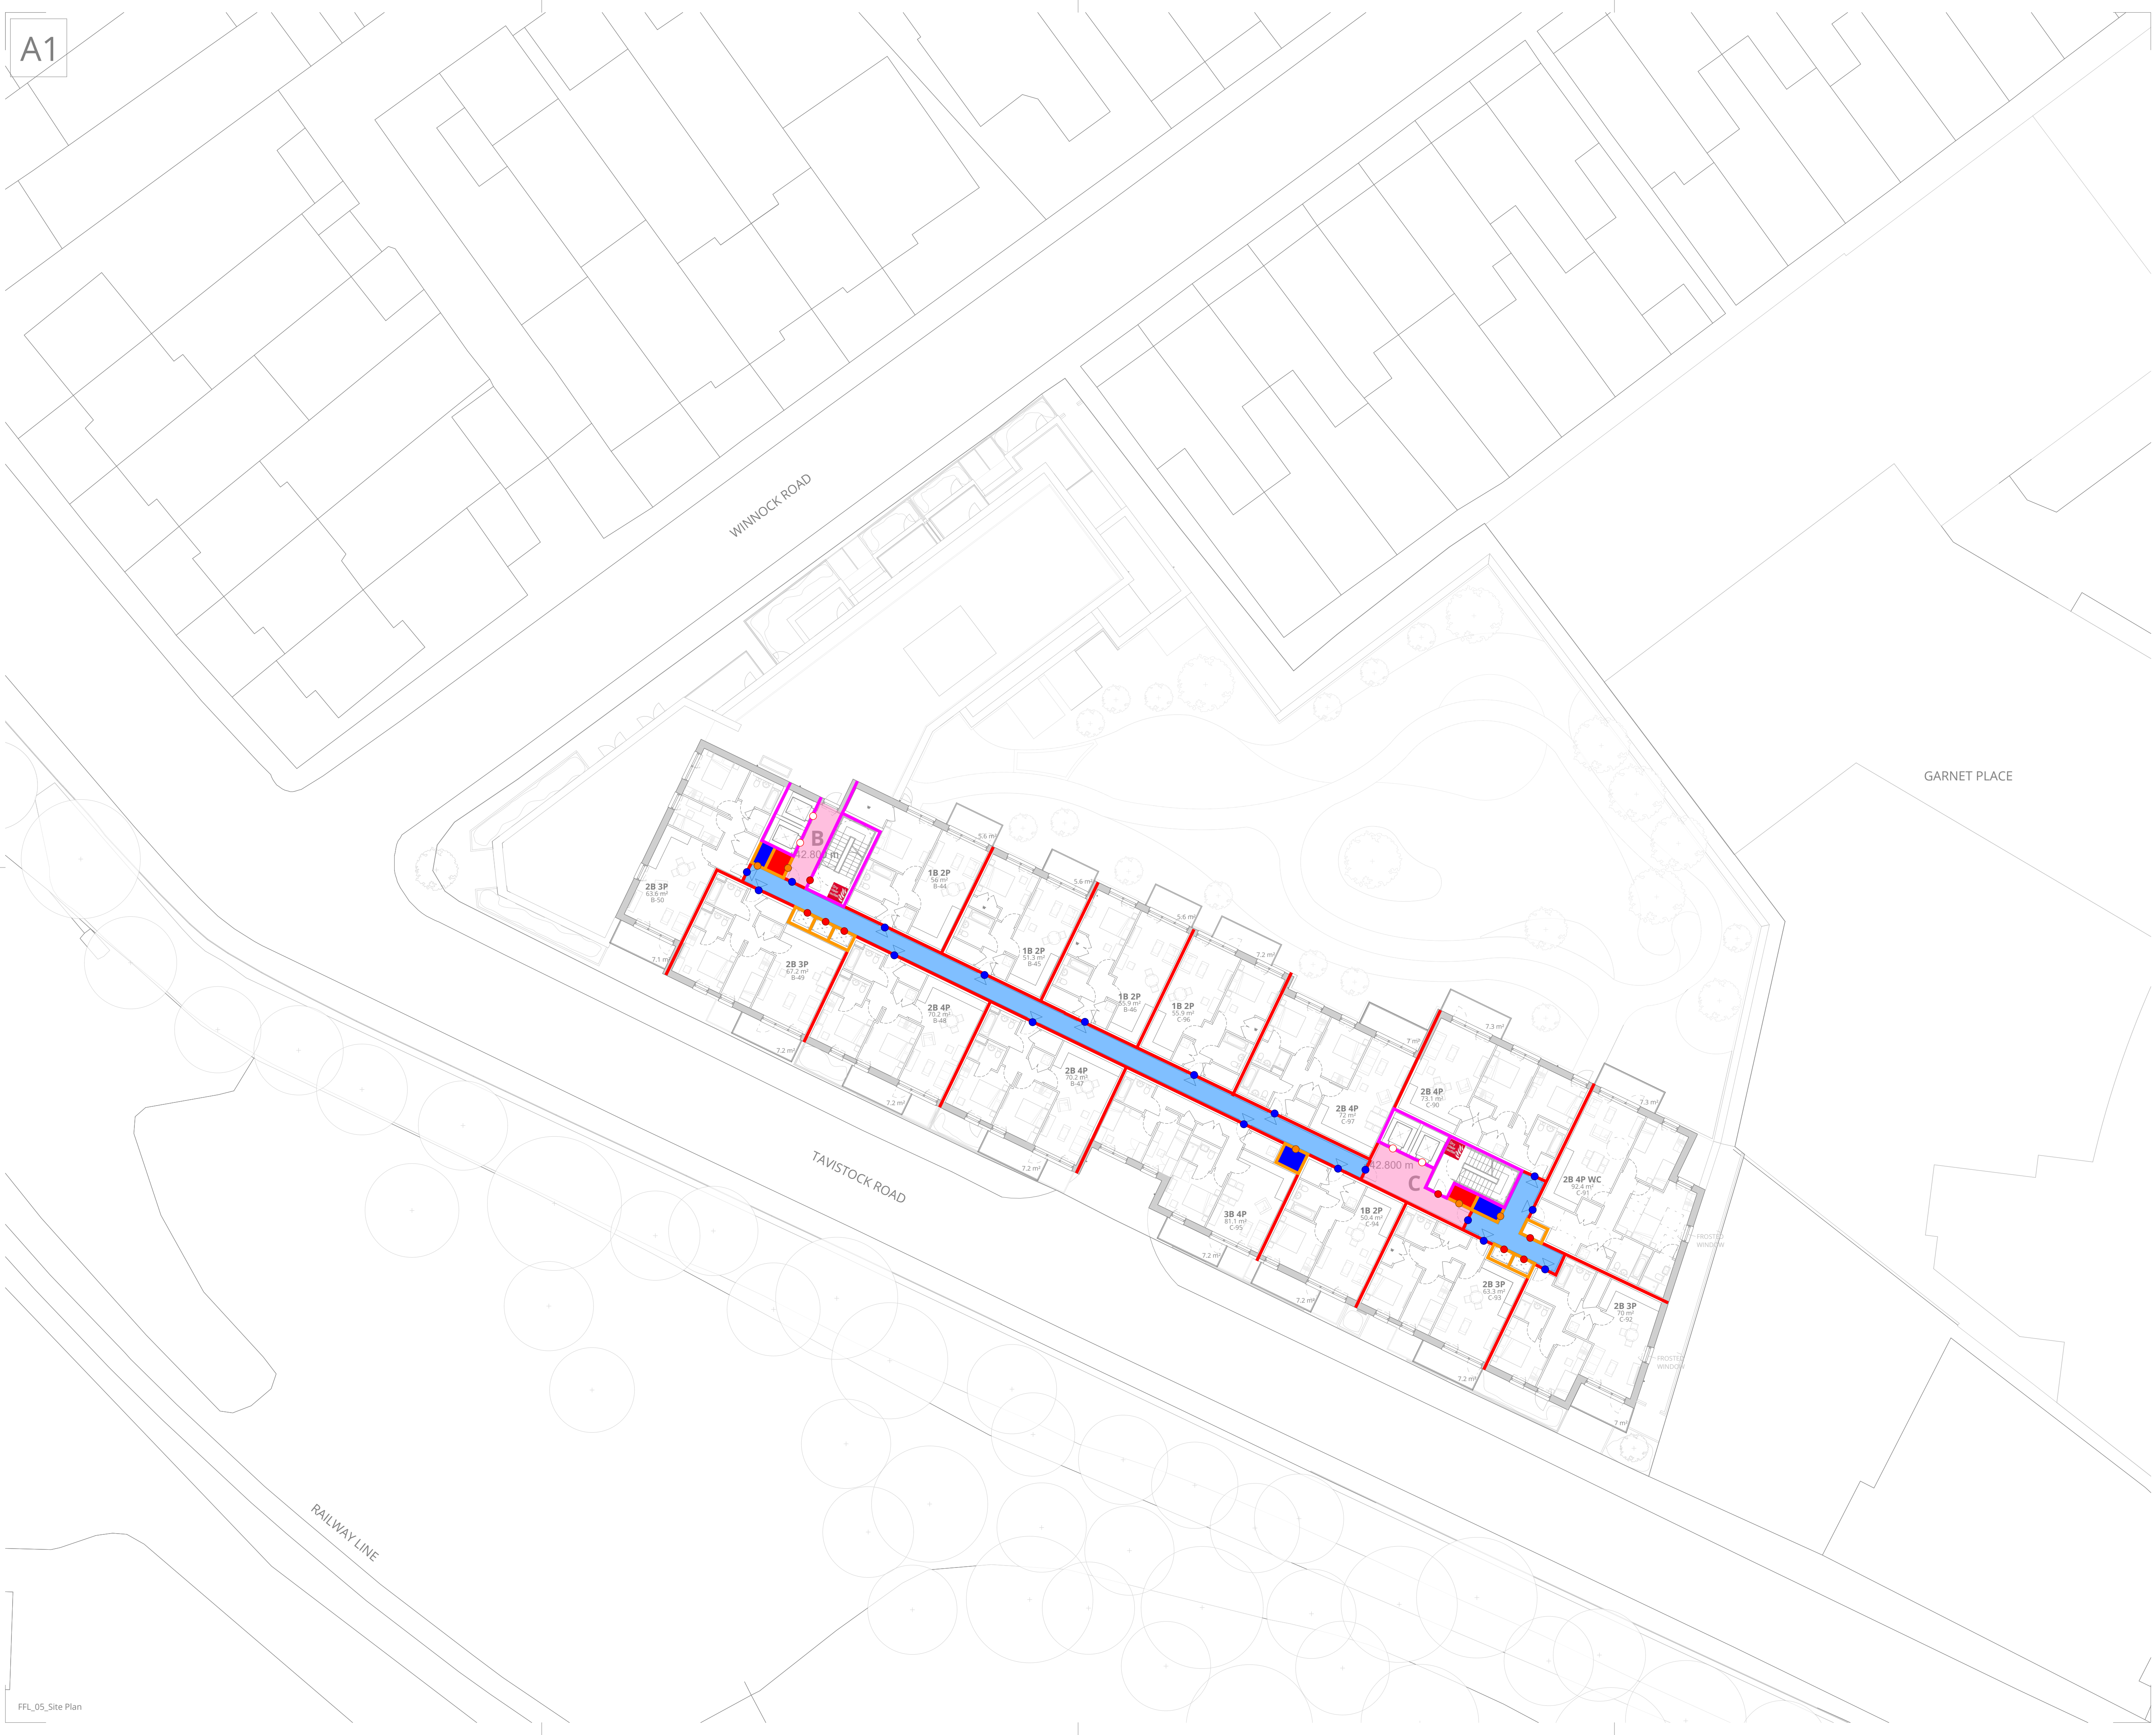 A1
WINNOCK ROAD
GARNET PLACE
B
42.800 m
2B 3P
63.6 m²
B-50
7.1 m²
1B 2P
56 m²
B-44
5.6 m²
1B 2P
51.3 m²
B-45
5.6 m²
1B 2P
55.9 m²
B-46
5.6 m²
1B 2P
55.9 m²
C-96
7.2 m²
2B 3P
67.2 m²
B-49
7.2 m²
2B 4P
70.2 m²
B-48
7.2 m²
2B 4P
70.2 m²
B-47
7.2 m²
2B 4P
72 m²
C-97
7 m²
2B 4P
73.1 m²
C-90
7.3 m²
7.3 m²
42.800 m
C
2B 4P WC
92.4 m²
C-91
3B 4P
81.1 m²
C-95
7.2 m²
1B 2P
50.4 m²
C-94
7.2 m²
2B 3P
63.3 m²
C-93
7.2 m²
2B 3P
70 m²
C-92
7 m²
FROSTED
WINDOW
FROSTED
WINDOW
TAVISTOCK ROAD
RAILWAY LINE
FFL_05_Site Plan